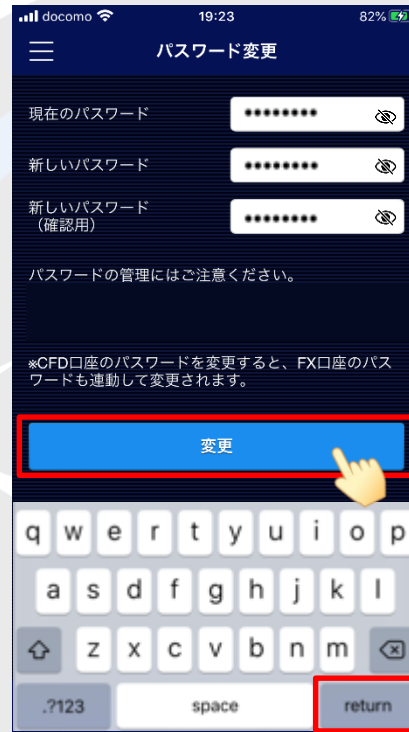 docomo 19:23 82%
パスワード変更
現在のパスワード ••••••••
新しいパスワード ••••••••
新しいパスワード
（確認用） ••••••••
パスワードの管理にはご注意ください。
※CFD口座のパスワードを変更すると、FX口座のパス
ワードも連動して変更されます。
変更
q w e r t y u i o p
a s d f g h j k l
z x c v b n m
.?123 space return